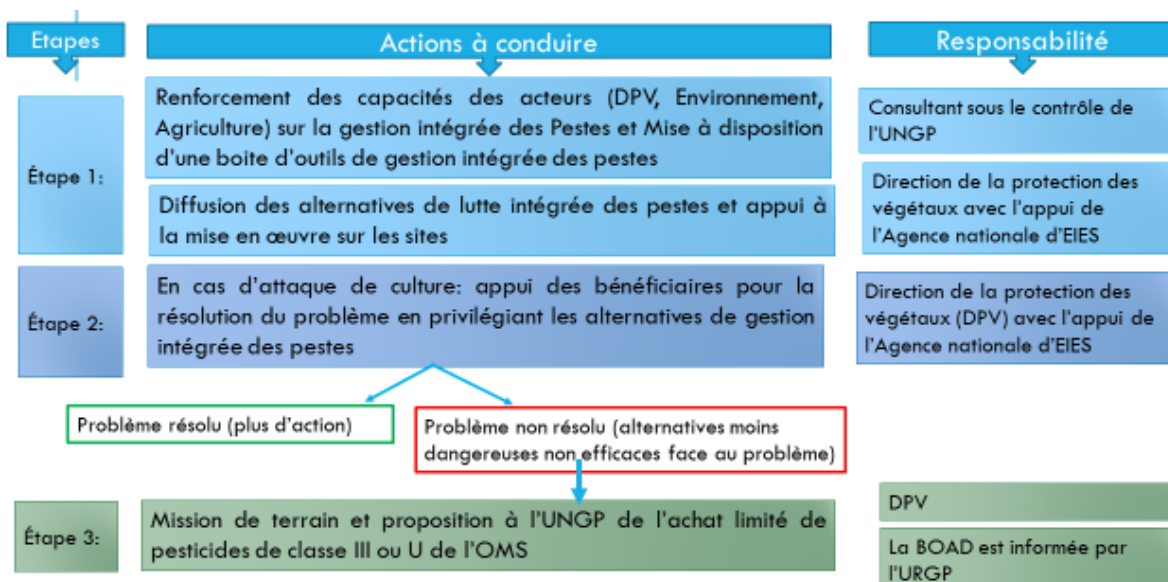 Etapes
Actions à conduire
Responsabilité
Étape 1:
Renforcement des capacités des acteurs (DPV, Environnement,
Agriculture) sur la gestion intégrée des Pestes et Mise à disposition
d'une boite d'outils de gestion intégrée des pestes
Consultant sous le contrôle de
l'UNGP
Diffusion des alternatives de lutte intégrée des pestes et appui à
la mise en œuvre sur les sites
Direction de la protection des
végétaux avec l'appui de
l'Agence nationale d'EIES
Étape 2:
En cas d'attaque de culture: appui des bénéficiaires pour la
résolution du problème en privilégiant les alternatives de gestion
intégrée des pestes
Direction de la protection des
végétaux (DPV) avec l'appui de
l'Agence nationale d'EIES
Problème résolu (plus d'action)
Problème non résolu (alternatives moins
dangereuses non efficaces face au problème)
Étape 3:
Mission de terrain et proposition à l'UNGP de l'achat limité de
pesticides de classe III ou U de l'OMS
DPV
La BOAD est informée par
l'URGP